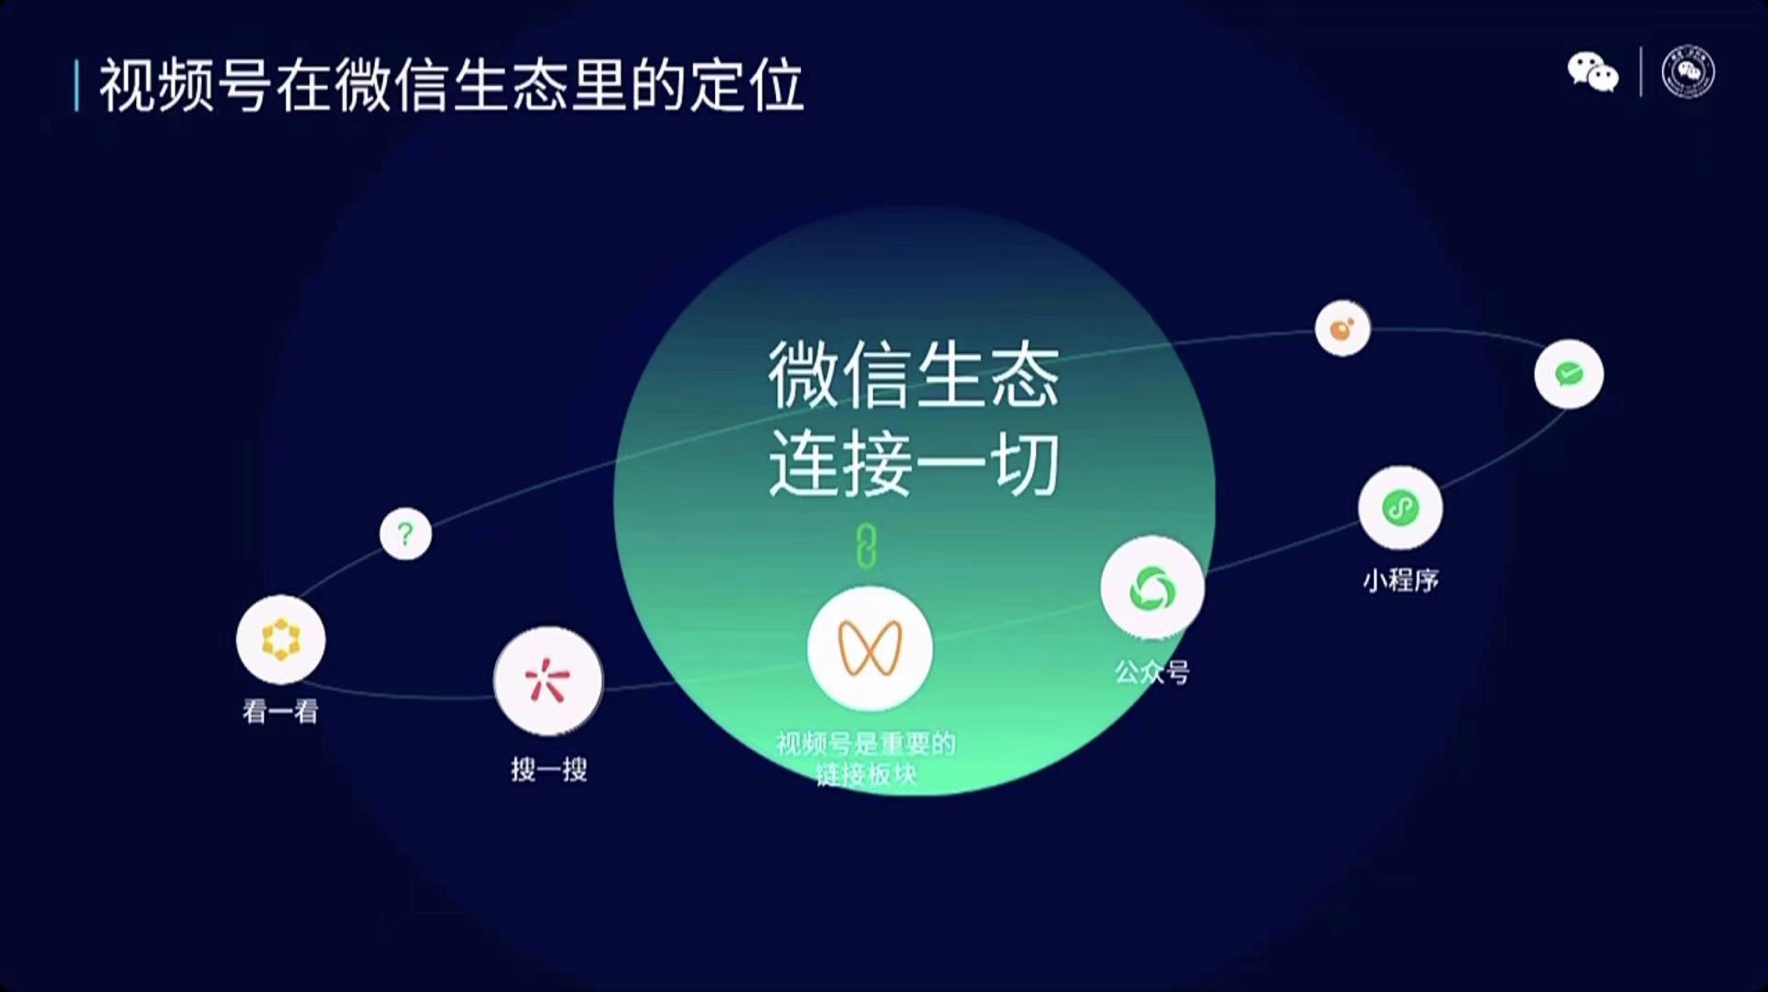 视频号在微信生态里的定位
微信生态
连接一切
?
看一看
搜一搜
视频号是重要的
链接板块
公众号
小程序